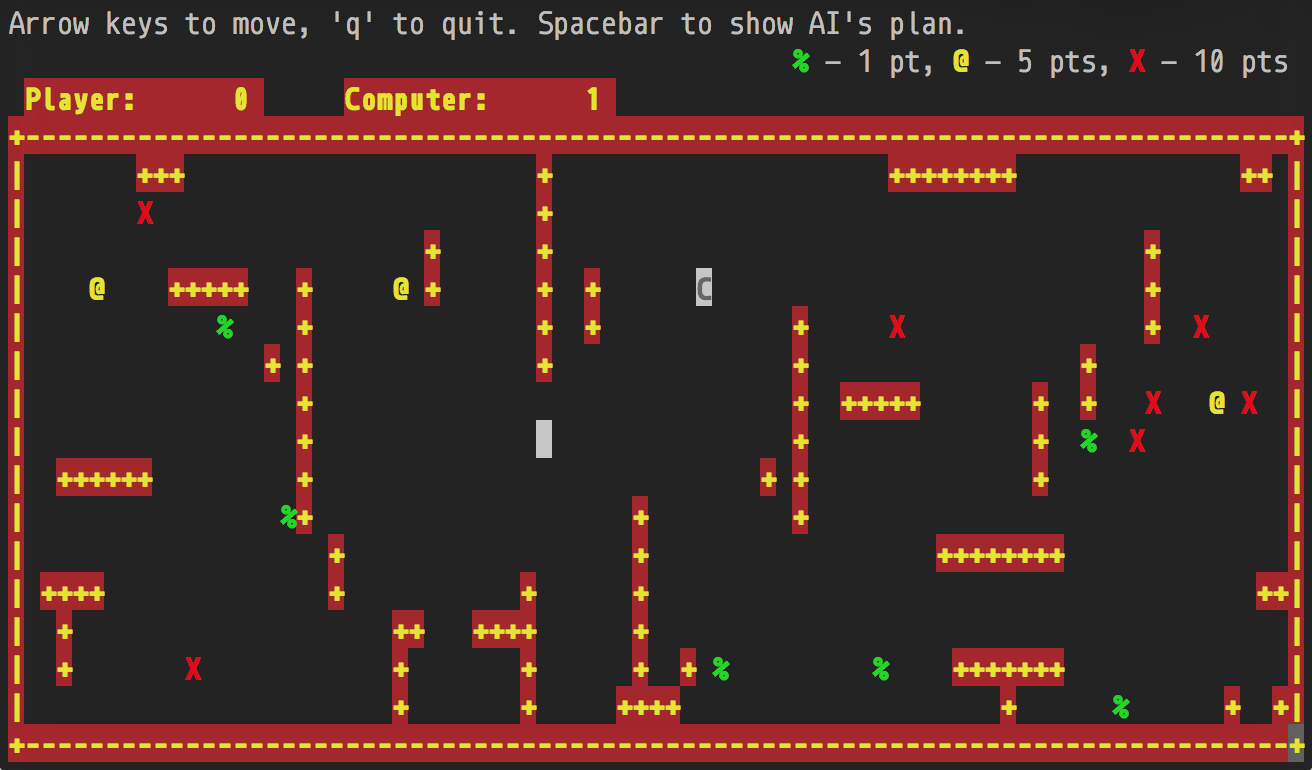 Arrow keys to move, 'q' to quit. Spacebar to show AI's plan.
% – 1 pt, @ – 5 pts, X – 10 pts
Player: 0 Computer: 1
+-------------------------------------------------------------------------------+
| +++ + ++++++++ ++ |
| X + |
| + + + |
| @ +++++ + @ + + + C + |
| % + + + + X + X |
| + + + + + |
| + + +++++ + + X @ X |
| + + + % X |
| ++++++ + + + + |
| %+ + + |
| + + ++++++++ |
| ++++ + + + ++|
| + ++ ++++ + |
| + X + + + + % % +++++++ |
| + + ++++ + % + +|
+-------------------------------------------------------------------------------+